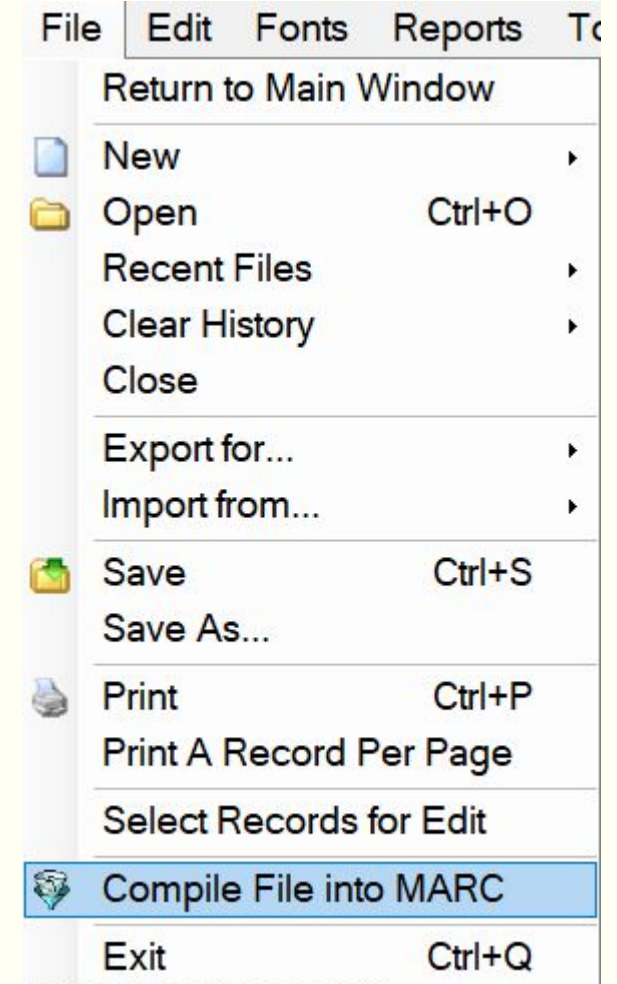 File Edit Fonts Reports
Return to Main Window
New
Open Ctrl+O
Recent Files
Clear History
Close
Export for...
Import from...
Save Ctrl+S
Save As...
Print Ctrl+P
Print A Record Per Page
Select Records for Edit
Compile File into MARC
Exit Ctrl+Q